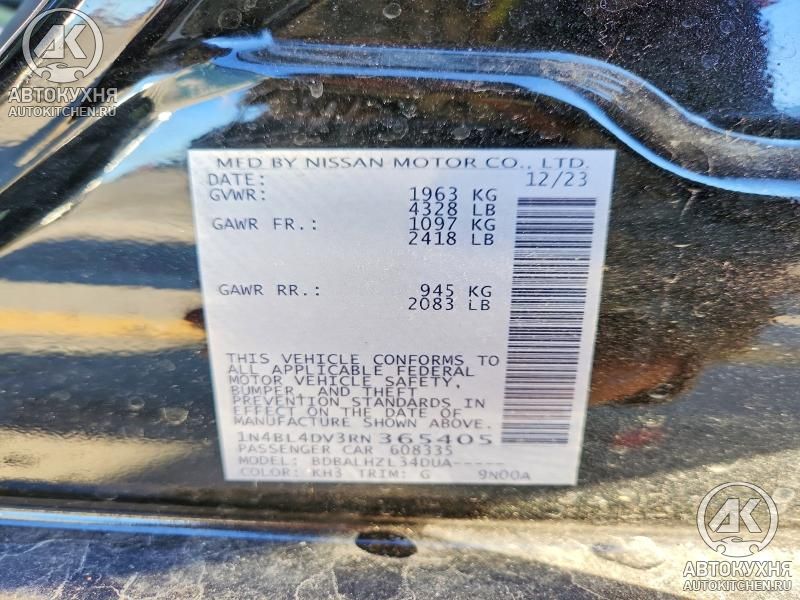 АК
АВТОКУХНЯ
AUTOKITCHEN.RU
MFD BY NISSAN MOTOR CO., LTD.
DATE: 12/23
GVWR: 1963 KG
4328 LB
GAWR FR.: 1097 KG
2418 LB
GAWR RR.: 945 KG
2083 LB
THIS VEHICLE CONFORMS TO
ALL APPLICABLE FEDERAL
MOTOR VEHICLE SAFETY,
BUMPER, AND THEFT
PREVENTION STANDARDS IN
EFFECT ON THE DATE OF
MANUFACTURE SHOWN ABOVE.
1N4BL4DV3RN365405
PASSENGER CAR 608335
MODEL: BDBALHZL34DUA-----
COLOR: KH3 TRIM: G 9N00A
АК
АВТОКУХНЯ
AUTOKITCHEN.RU